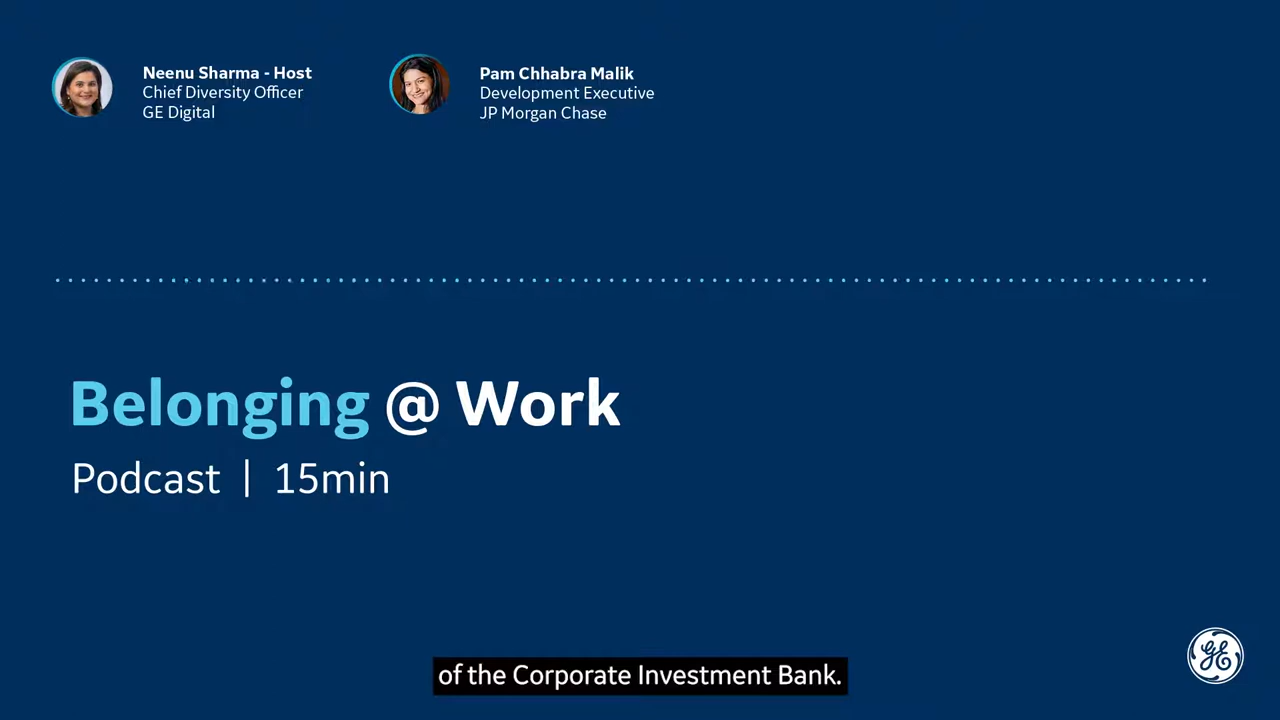 Neenu Sharma - Host
Chief Diversity Officer
GE Digital
Pam Chhabra Malik
Development Executive
JP Morgan Chase
Belonging @ Work
Podcast | 15min
GE
of the Corporate Investment Bank.